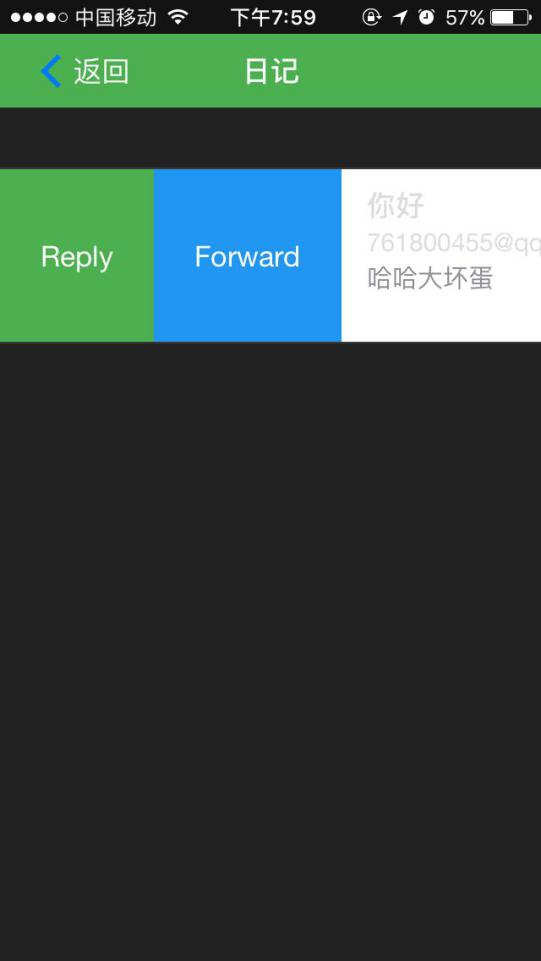 中国移动 下午7:59 57%
返回 日记
Reply Forward
你好
761800455@qq
哈哈大坏蛋